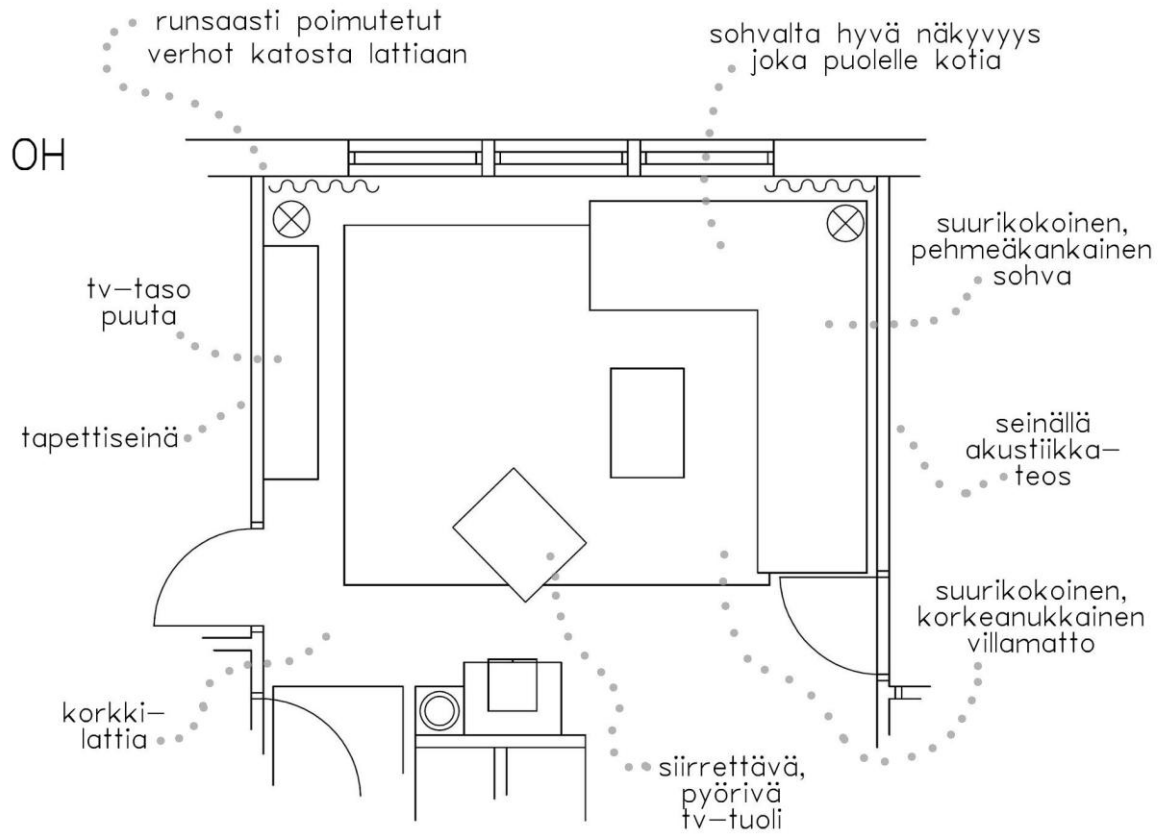 runsaasti poimutetut
verhot katosta lattiaan
sohvalta hyvä näkyvyys
joka puolelle kotia
OH
suurikokoinen,
pehmeäkankainen
sohva
tv-taso
puuta
tapettiseinä
seinällä
akustiikka-
teos
suurikokoinen,
korkeanukkainen
villamatto
korkki-
lattia
siirrettävä,
pyörivä
tv-tuoli